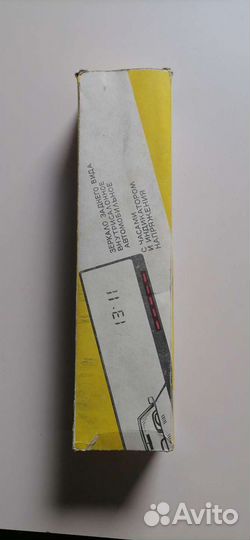 ЗЕРКАЛО ЗАДНЕГО ВИДА
ВНУТРИСАЛОННОЕ
АВТОМОБИЛЬНОЕ
С ЧАСАМИ
И ИНДИКАТОРОМ
НАПРЯЖЕНИЯ
13-11
Avito